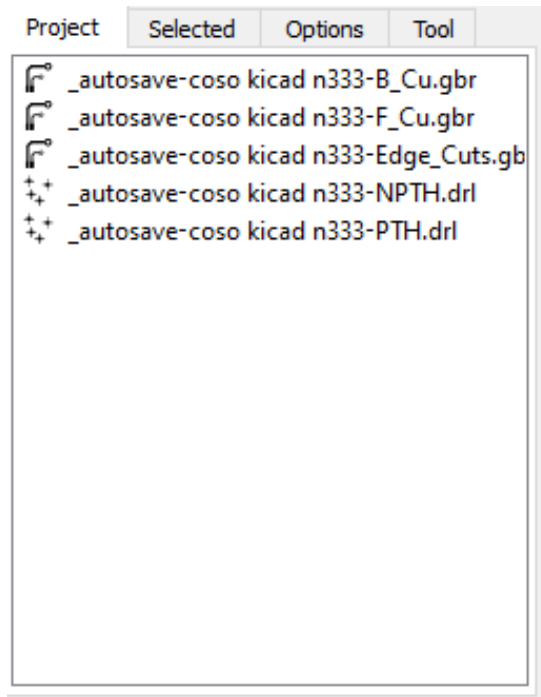 Project Selected Options Tool
_autosave-coso kicad n333-B_Cu.gbr
_autosave-coso kicad n333-F_Cu.gbr
_autosave-coso kicad n333-Edge_Cuts.gb
_autosave-coso kicad n333-NPTH.drl
_autosave-coso kicad n333-PTH.drl